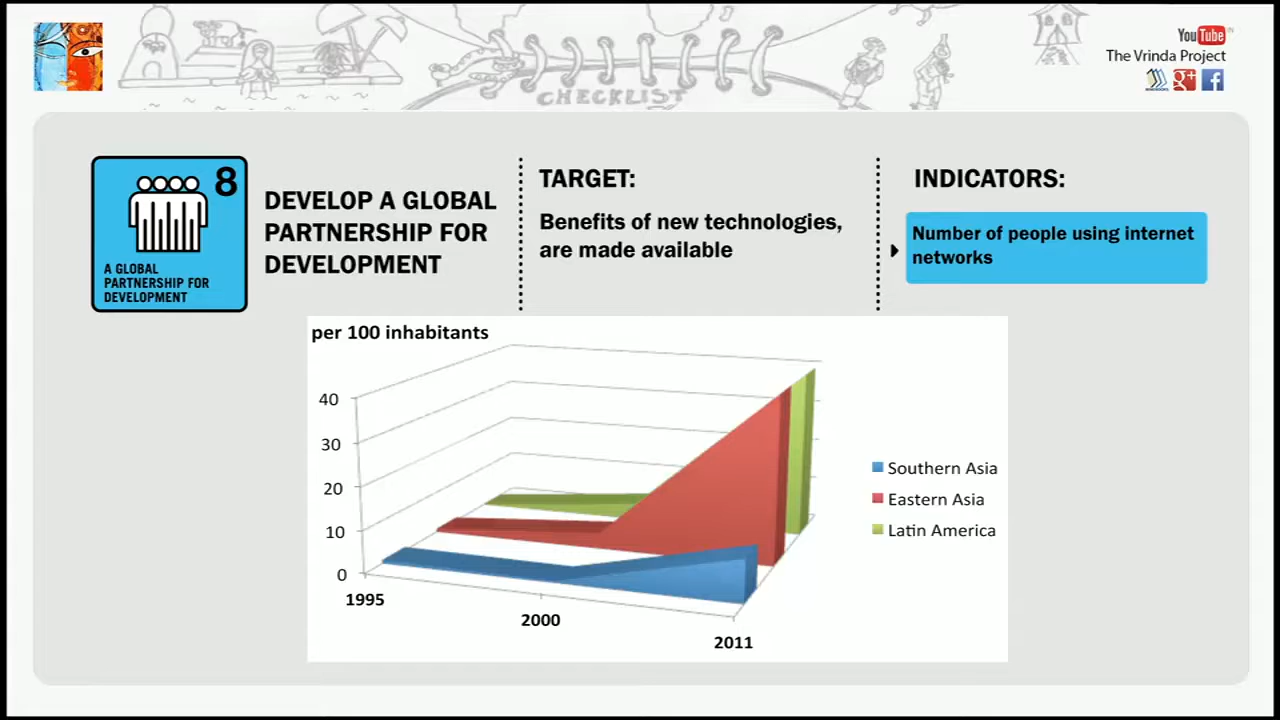 YouTube
The Vrinda Project
CHECKLIST
8
A GLOBAL
PARTNERSHIP FOR
DEVELOPMENT
DEVELOP A GLOBAL
PARTNERSHIP FOR
DEVELOPMENT
TARGET:
Benefits of new technologies,
are made available
INDICATORS:
Number of people using internet
networks
per 100 inhabitants
40
30
20
10
0
1995
2000
2011
Southern Asia
Eastern Asia
Latin America